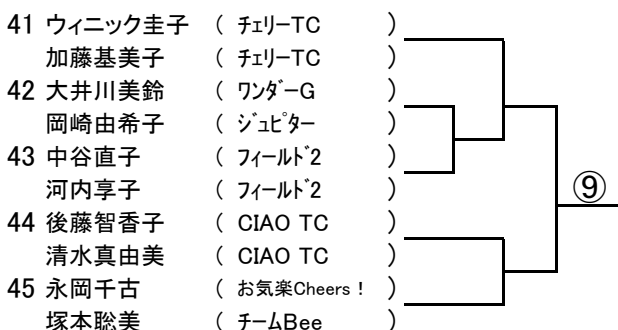 41 ウィニック圭子 ( チェリーTC )
加藤基美子 ( チェリーTC )
42 大井川美鈴 ( ワンダーG )
岡崎由希子 ( ジュピター )
43 中谷直子 ( フィールド2 )
河内享子 ( フィールド2 )
⑨
44 後藤智香子 ( CIAO TC )
清水真由美 ( CIAO TC )
45 永岡千古 ( お気楽Cheers! )
塚本聡美 ( チームBee )